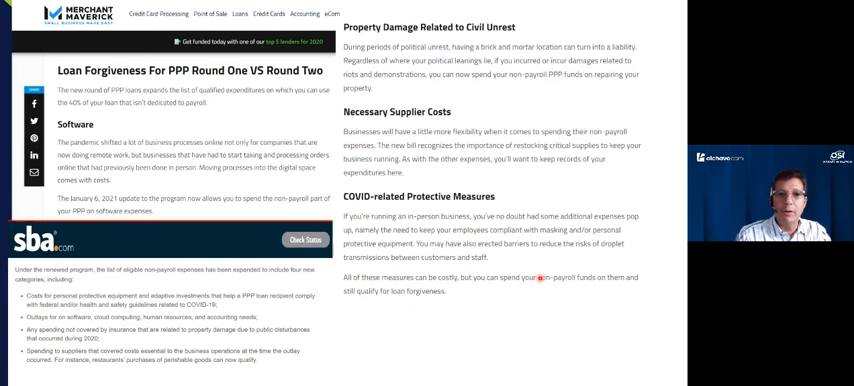 MERCHANT
MAVERICK
SMALL BUSINESS MADE EASY
Credit Card Processing Point of Sale Loans Credit Cards Accounting eCom
Get funded today with one of our top 5 lenders for 2020
Loan Forgiveness For PPP Round One VS Round Two
The new round of PPP loans expands the list of qualified expenditures on which you can use
the 40% of your loan that isn't dedicated to payroll.
Software
The pandemic shifted a lot of business processes online not only for companies that are
now doing remote work, but businesses that have had to start taking and processing orders
online that had previously been done in person. Moving processes into the digital space
comes with costs.
The January 6, 2021 update to the program now allows you to spend the non-payroll part of
your PPP on software expenses.
sba.com
Check Status
Under the renewed program, the list of eligible non-payroll expenses has been expanded to include four new
categories, including:
• Costs for personal protective equipment and adaptive investments that help a PPP loan recipient comply
with federal and/or health and safety guidelines related to COVID-19;
• Outlays for on software, cloud computing, human resources, and accounting needs;
• Any spending not covered by insurance that are related to property damage due to public disturbances
that occurred during 2020;
• Spending to suppliers that covered costs essential to the business operations at the time the outlay
occurred. For instance, restaurants' purchases of perishable goods can now qualify.
Property Damage Related to Civil Unrest
During periods of political unrest, having a brick and mortar location can turn into a liability.
Regardless of where your political leanings lie, if you incurred or incur damages related to
riots and demonstrations, you can now spend your non-payroll PPP funds on repairing your
property.
Necessary Supplier Costs
Businesses will have a little more flexibility when it comes to spending their non-payroll
expenses. The new bill recognizes the importance of restocking critical supplies to keep your
business running. As with the other expenses, you'll want to keep records of your
expenditures here.
COVID-related Protective Measures
If you're running an in-person business, you've no doubt had some additional expenses pop
up, namely the need to keep your employees compliant with masking and/or personal
protective equipment. You may have also erected barriers to reduce the risks of droplet
transmissions between customers and staff.
All of these measures can be costly, but you can spend your non-payroll funds on them and
still qualify for loan forgiveness.
elchavo.com
OSI